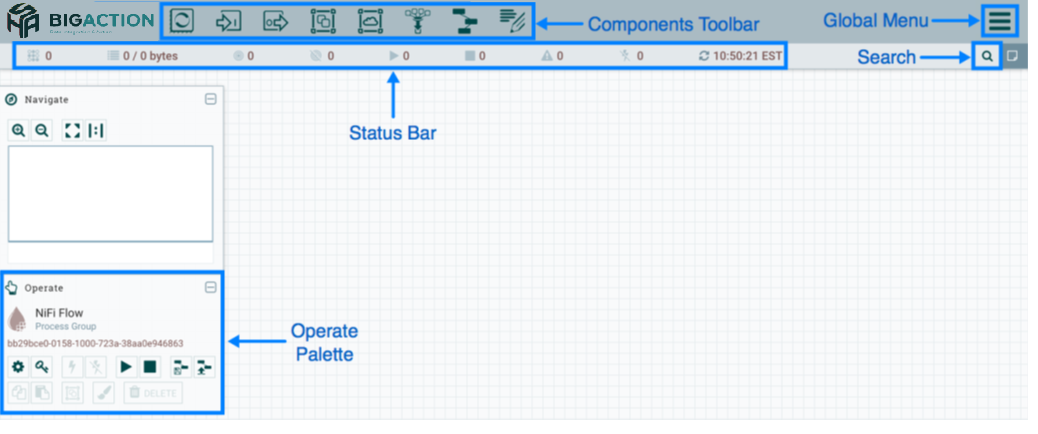 BIGACTION
Components Toolbar
Global Menu
0
0 / 0 bytes
0
0
0
0
0
0
10:50:21 EST
Search
Status Bar
Navigate
Operate
NiFi Flow
Process Group
bb29bce0-0158-1000-723a-38aa0e946863
DELETE
Operate
Palette